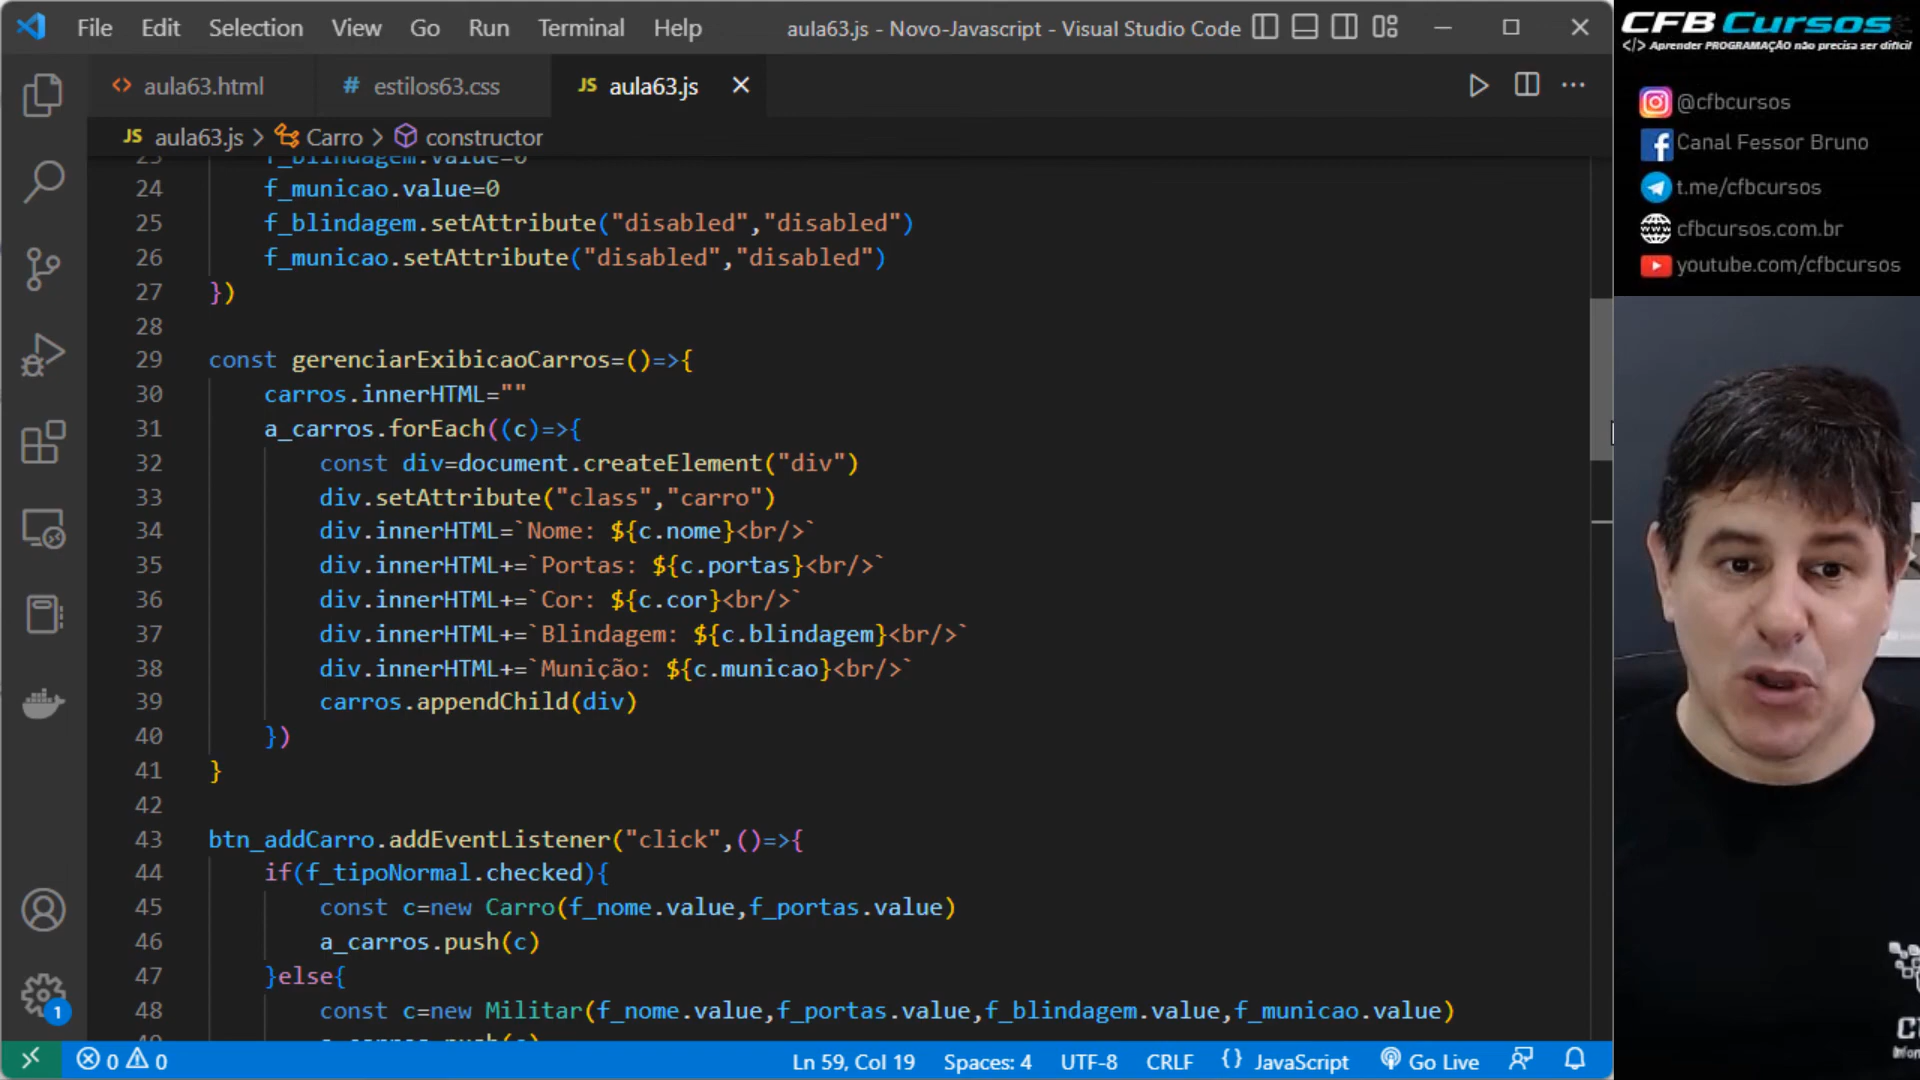 File Edit Selection View Go Run Terminal Help
aula63.js - Novo-Javascript - Visual Studio Code
aula63.html
# estilos63.css
JS aula63.js
JS aula63.js > Carro > constructor
23 f_blindagem.value=0
24 f_municao.value=0
25 f_blindagem.setAttribute("disabled","disabled")
26 f_municao.setAttribute("disabled","disabled")
27 })
28
29 const gerenciarExibicaoCarros=()=>{
30 carros.innerHTML=""
31 a_carros.forEach((c)=>{
32 const div=document.createElement("div")
33 div.setAttribute("class","carro")
34 div.innerHTML=`Nome: ${c.nome}<br/>`
35 div.innerHTML+=`Portas: ${c.portas}<br/>`
36 div.innerHTML+=`Cor: ${c.cor}<br/>`
37 div.innerHTML+=`Blindagem: ${c.blindagem}<br/>`
38 div.innerHTML+=`Munição: ${c.municao}<br/>`
39 carros.appendChild(div)
40 })
41 }
42
43 btn_addCarro.addEventListener("click",()=>{
44 if(f_tipoNormal.checked){
45 const c=new Carro(f_nome.value,f_portas.value)
46 a_carros.push(c)
47 }else{
48 const c=new Militar(f_nome.value,f_portas.value,f_blindagem.value,f_municao.value)
49 a_carros.push(c)
1
0 0
Ln 59, Col 19
Spaces: 4
UTF-8
CRLF
{} JavaScript
Go Live
CFB Cursos
</> Aprender PROGRAMAÇÃO não precisa ser difícil
@cfbcursos
Canal Fessor Bruno
t.me/cfbcursos
cfbcursos.com.br
youtube.com/cfbcursos